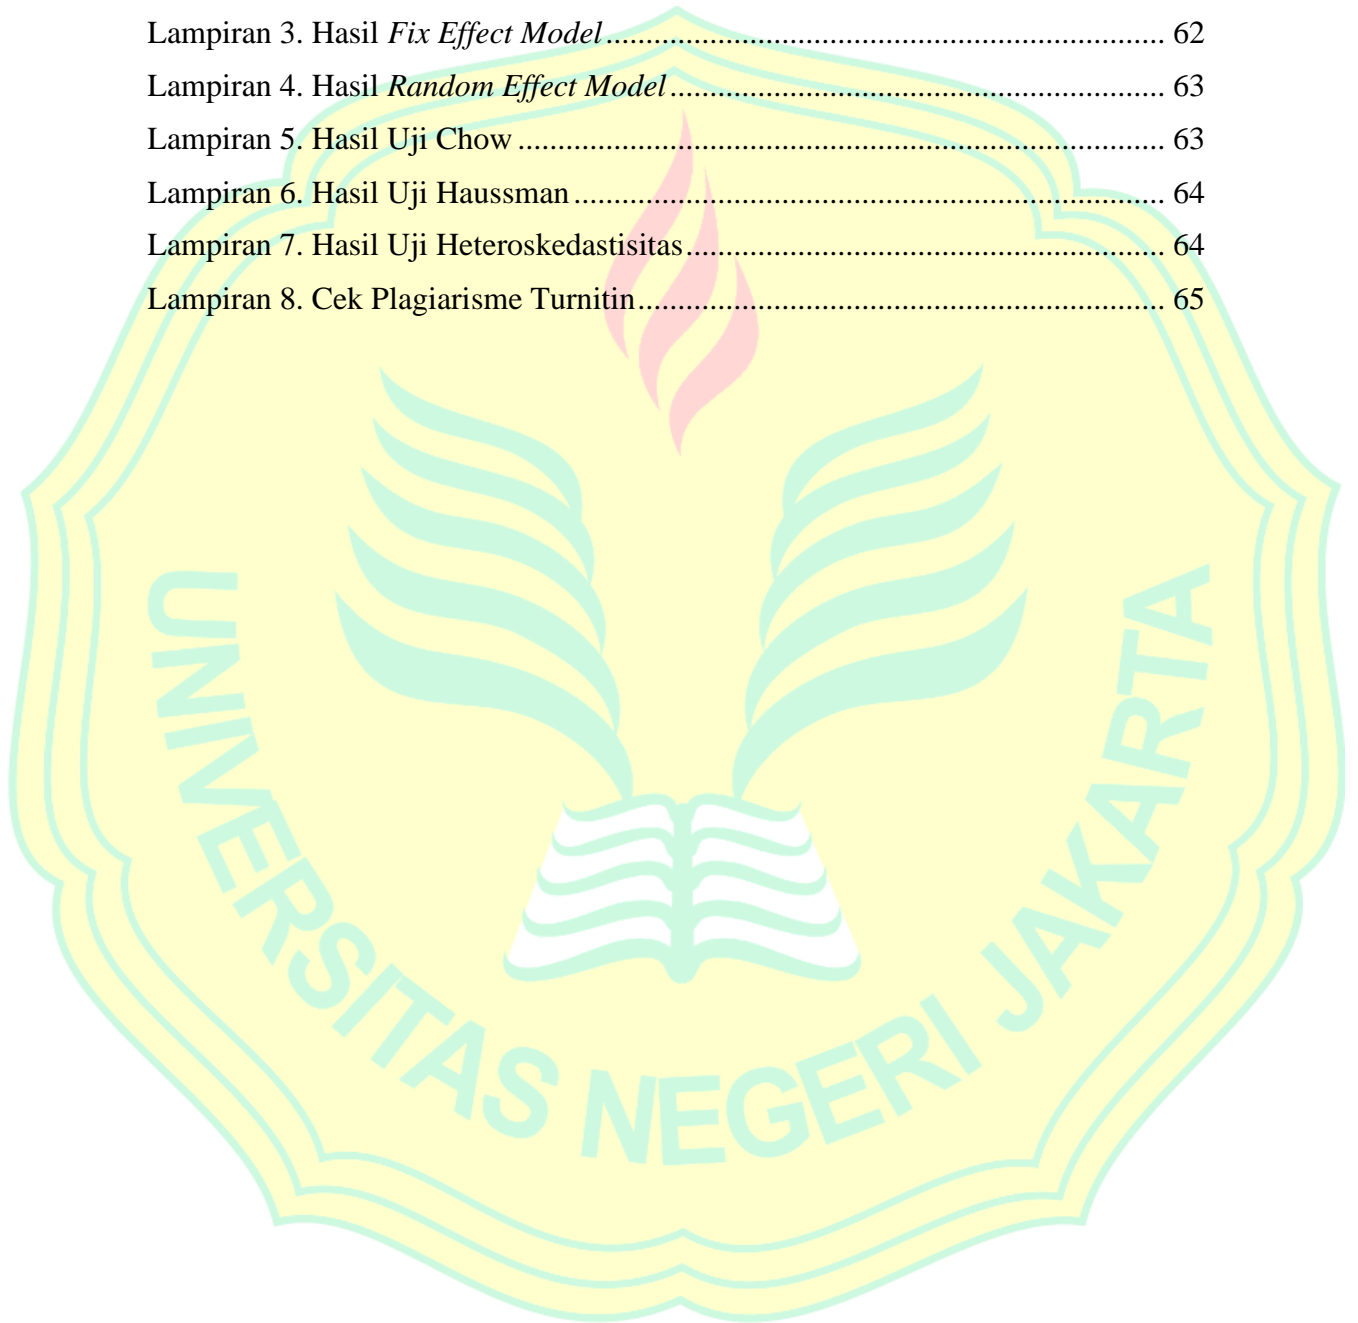 Lampiran 3. Hasil Fix Effect Model...................................................................... 62
Lampiran 4. Hasil Random Effect Model.............................................................. 63
Lampiran 5. Hasil Uji Chow ................................................................................. 63
Lampiran 6. Hasil Uji Haussman .......................................................................... 64
Lampiran 7. Hasil Uji Heteroskedastisitas............................................................ 64
Lampiran 8. Cek Plagiarisme Turnitin.................................................................. 65
UNIVERSITAS NEGERI JAKARTA